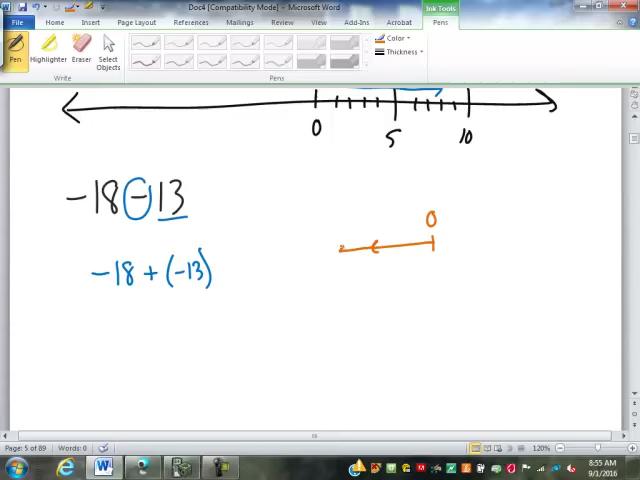 Doc4 [Compatibility Mode] - Microsoft Word
Ink Tools
File Home Insert Page Layout References Mailings Review View Add-Ins Acrobat Pens
Pen Highlighter Eraser Select Objects
Color
Thickness
Write Pens
0 5 10
-18 - 13
0
-18 + (-13)
Page: 5 of 89 Words: 0 120%
8:55 AM
9/1/2016